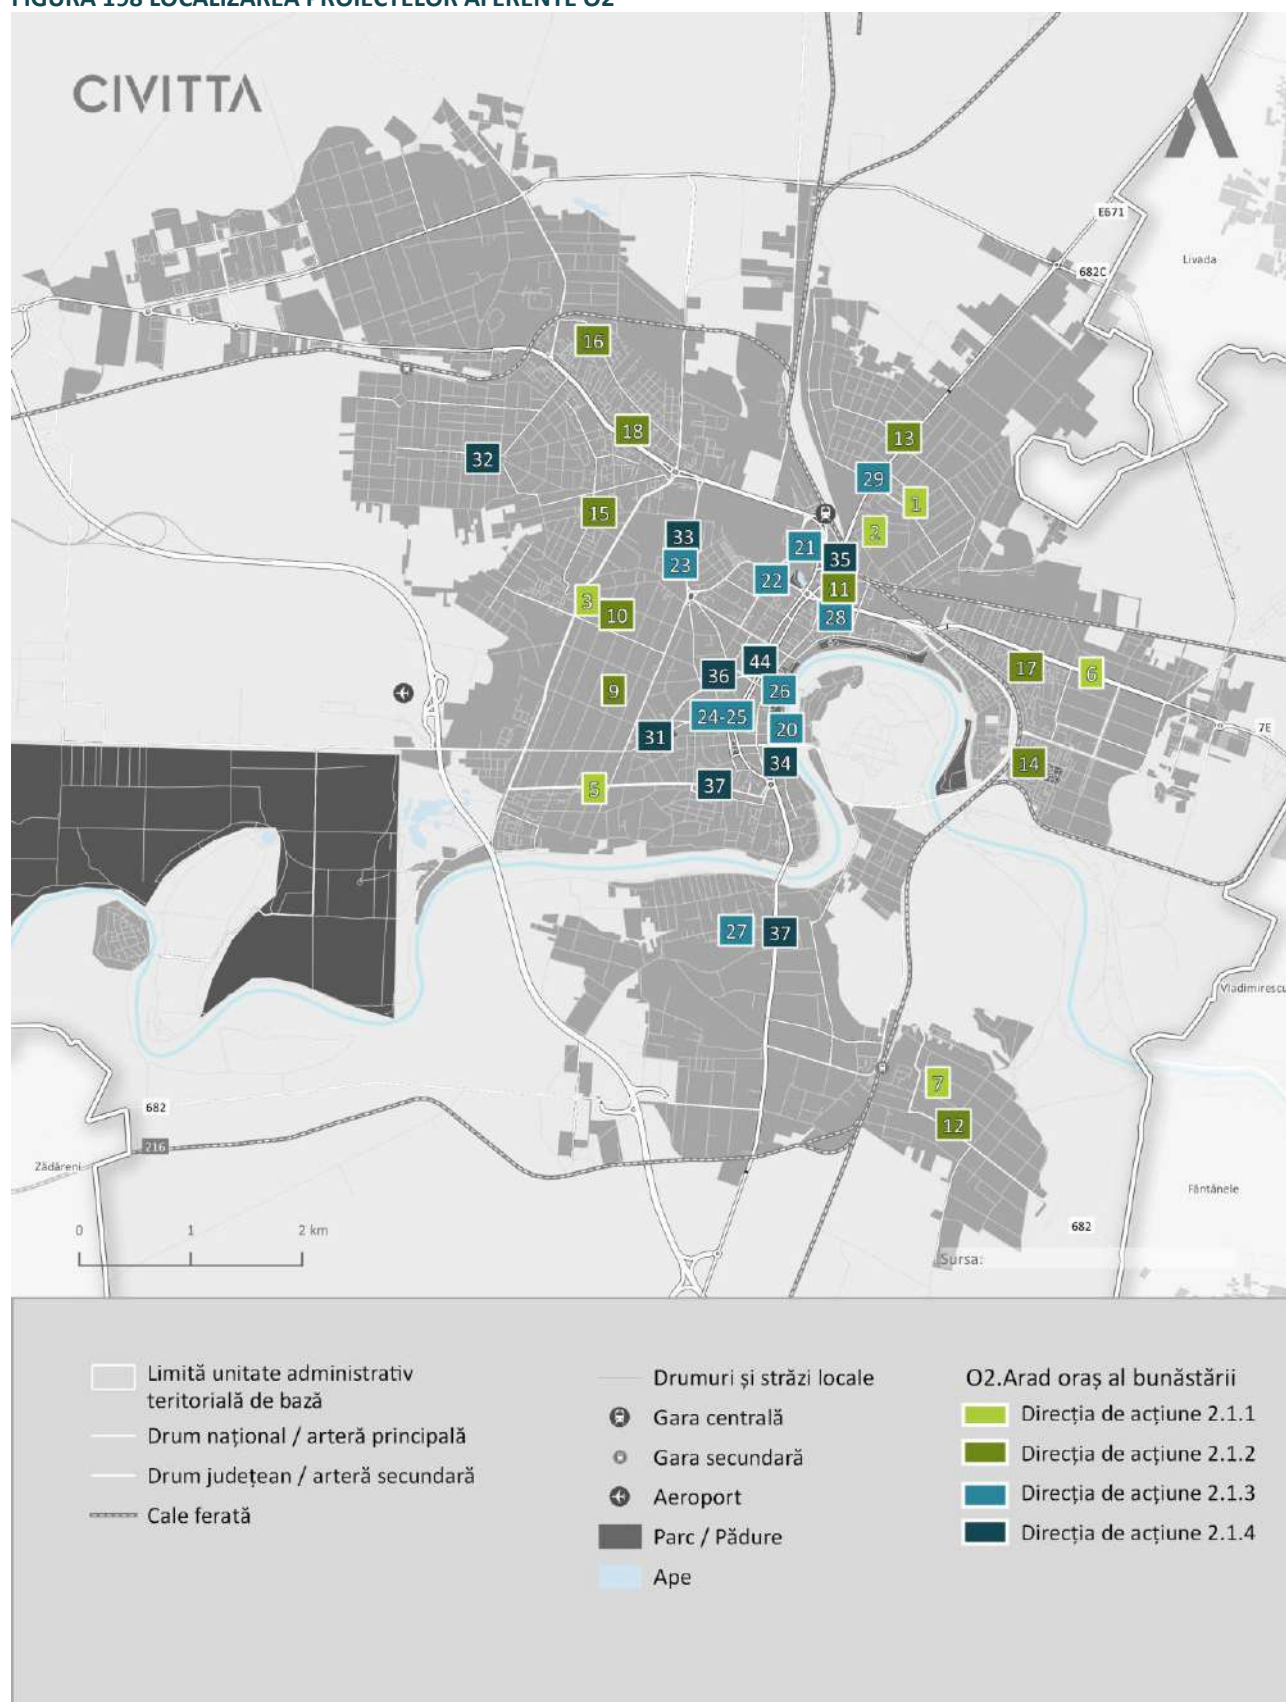 FIGURA 198 LOCALIZAREA PROIECTELOR AFERENTE O2
CIVITTA
E671
Livada
682C
16
18
13
32
29
1
15
2
33
21
35
23
22
11
3
10
28
44
17
6
36
26
9
24-25
20
7E
31
34
14
37
5
27
37
Vladimirescu
7
682
12
216
Zădăreni
Fântânele
0 1 2 km
682
Sursa:
Limită unitate administrativ
teritorială de bază
Drum național / arteră principală
Drum județean / arteră secundară
Cale ferată
Drumuri și străzi locale
Gara centrală
Gara secundară
Aeroport
Parc / Pădure
Ape
O2.Arad oraș al bunăstării
Direcția de acțiune 2.1.1
Direcția de acțiune 2.1.2
Direcția de acțiune 2.1.3
Direcția de acțiune 2.1.4